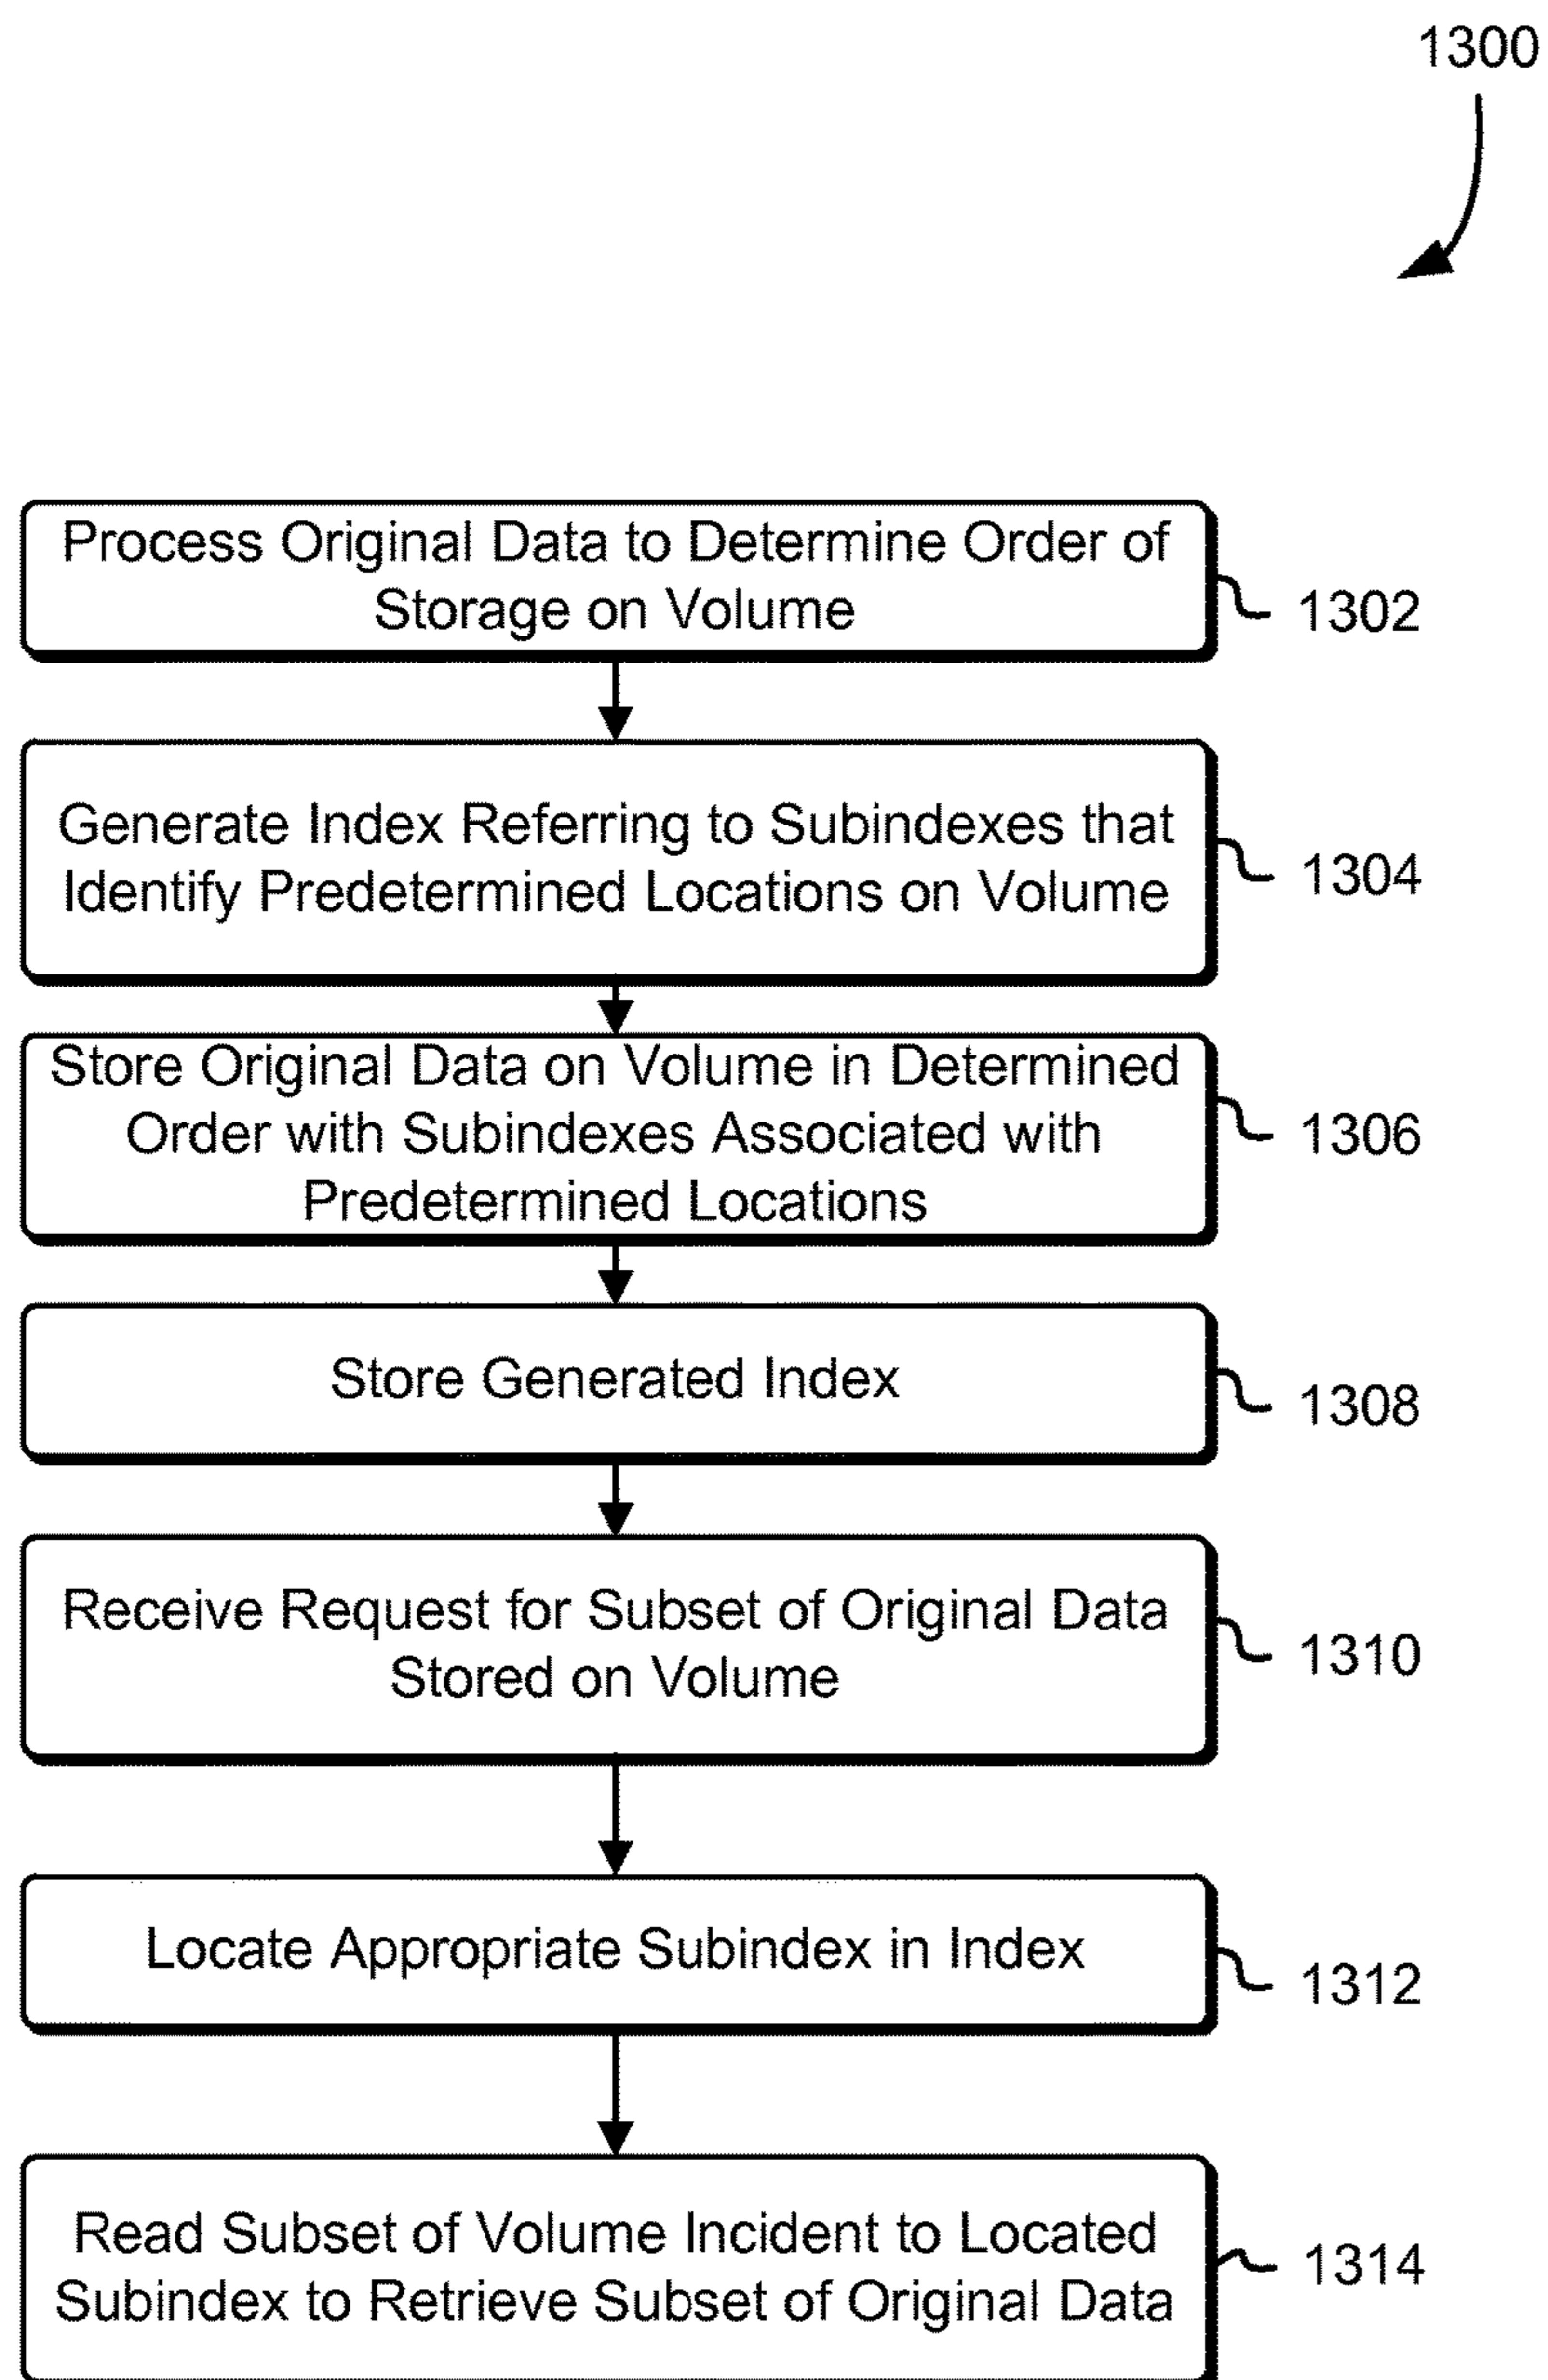 1300
Process Original Data to Determine Order of
Storage on Volume
1302
Generate Index Referring to Subindexes that
Identify Predetermined Locations on Volume
1304
Store Original Data on Volume in Determined
Order with Subindexes Associated with
Predetermined Locations
1306
Store Generated Index
1308
Receive Request for Subset of Original Data
Stored on Volume
1310
Locate Appropriate Subindex in Index
1312
Read Subset of Volume Incident to Located
Subindex to Retrieve Subset of Original Data
1314